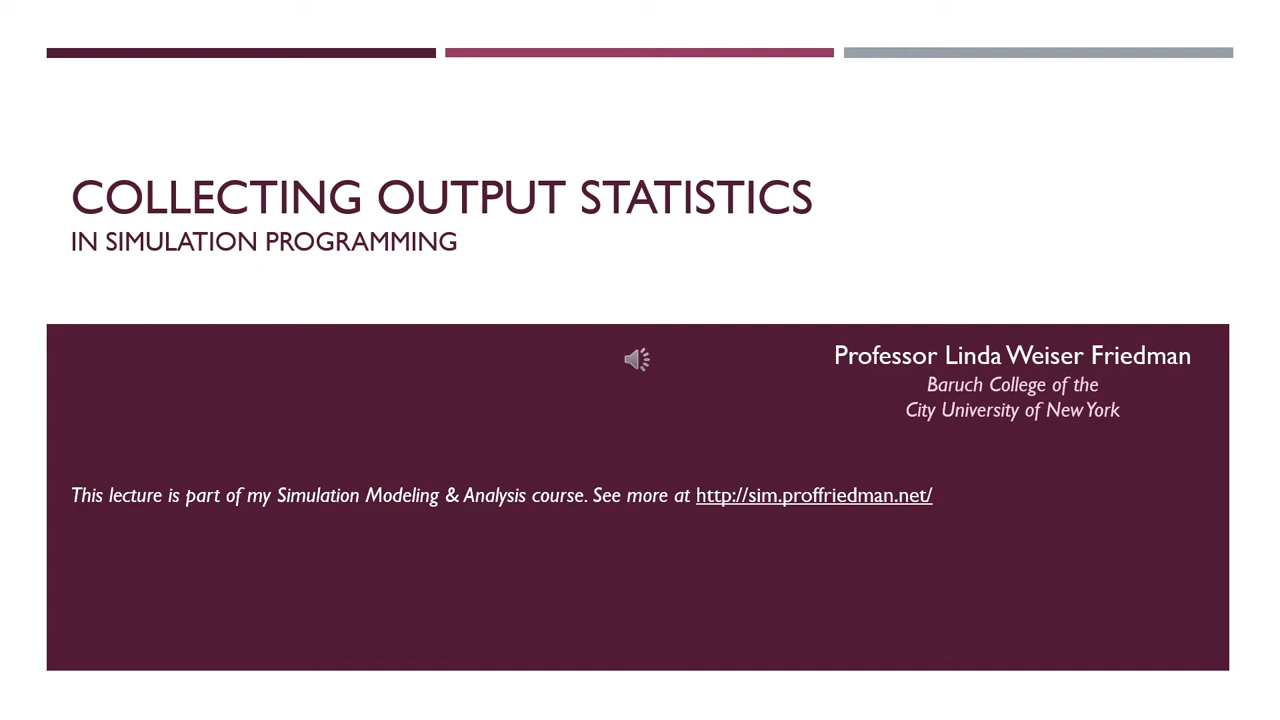 COLLECTING OUTPUT STATISTICS
IN SIMULATION PROGRAMMING
Professor Linda Weiser Friedman
Baruch College of the
City University of New York
This lecture is part of my Simulation Modeling & Analysis course. See more at http://sim.proffriedman.net/